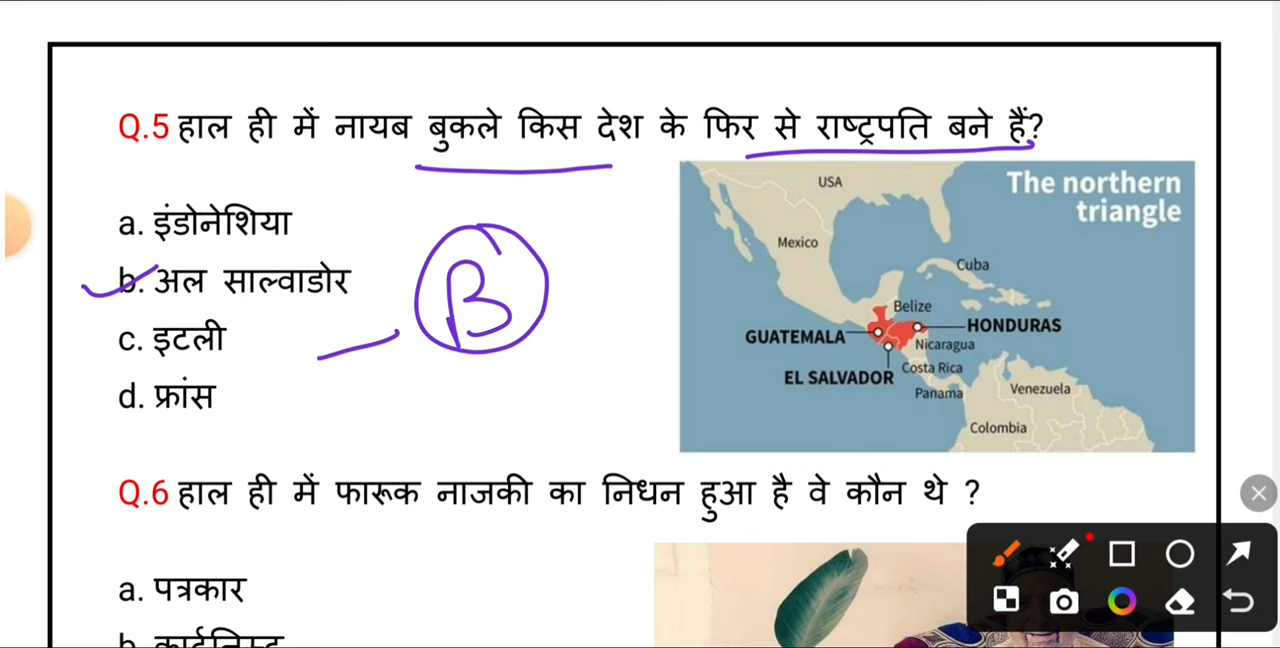 Q.5 हाल ही में नायब बुकले किस देश के फिर से राष्ट्रपति बने हैं?
a. इंडोनेशिया
b. अल साल्वाडोर
c. इटली
d. फ्रांस
B
The northern
triangle
USA
Mexico
Cuba
Belize
GUATEMALA
HONDURAS
Nicaragua
EL SALVADOR
Costa Rica
Panama
Venezuela
Colombia
Q.6 हाल ही में फारूक नाजकी का निधन हुआ है वे कौन थे ?
a. पत्रकार